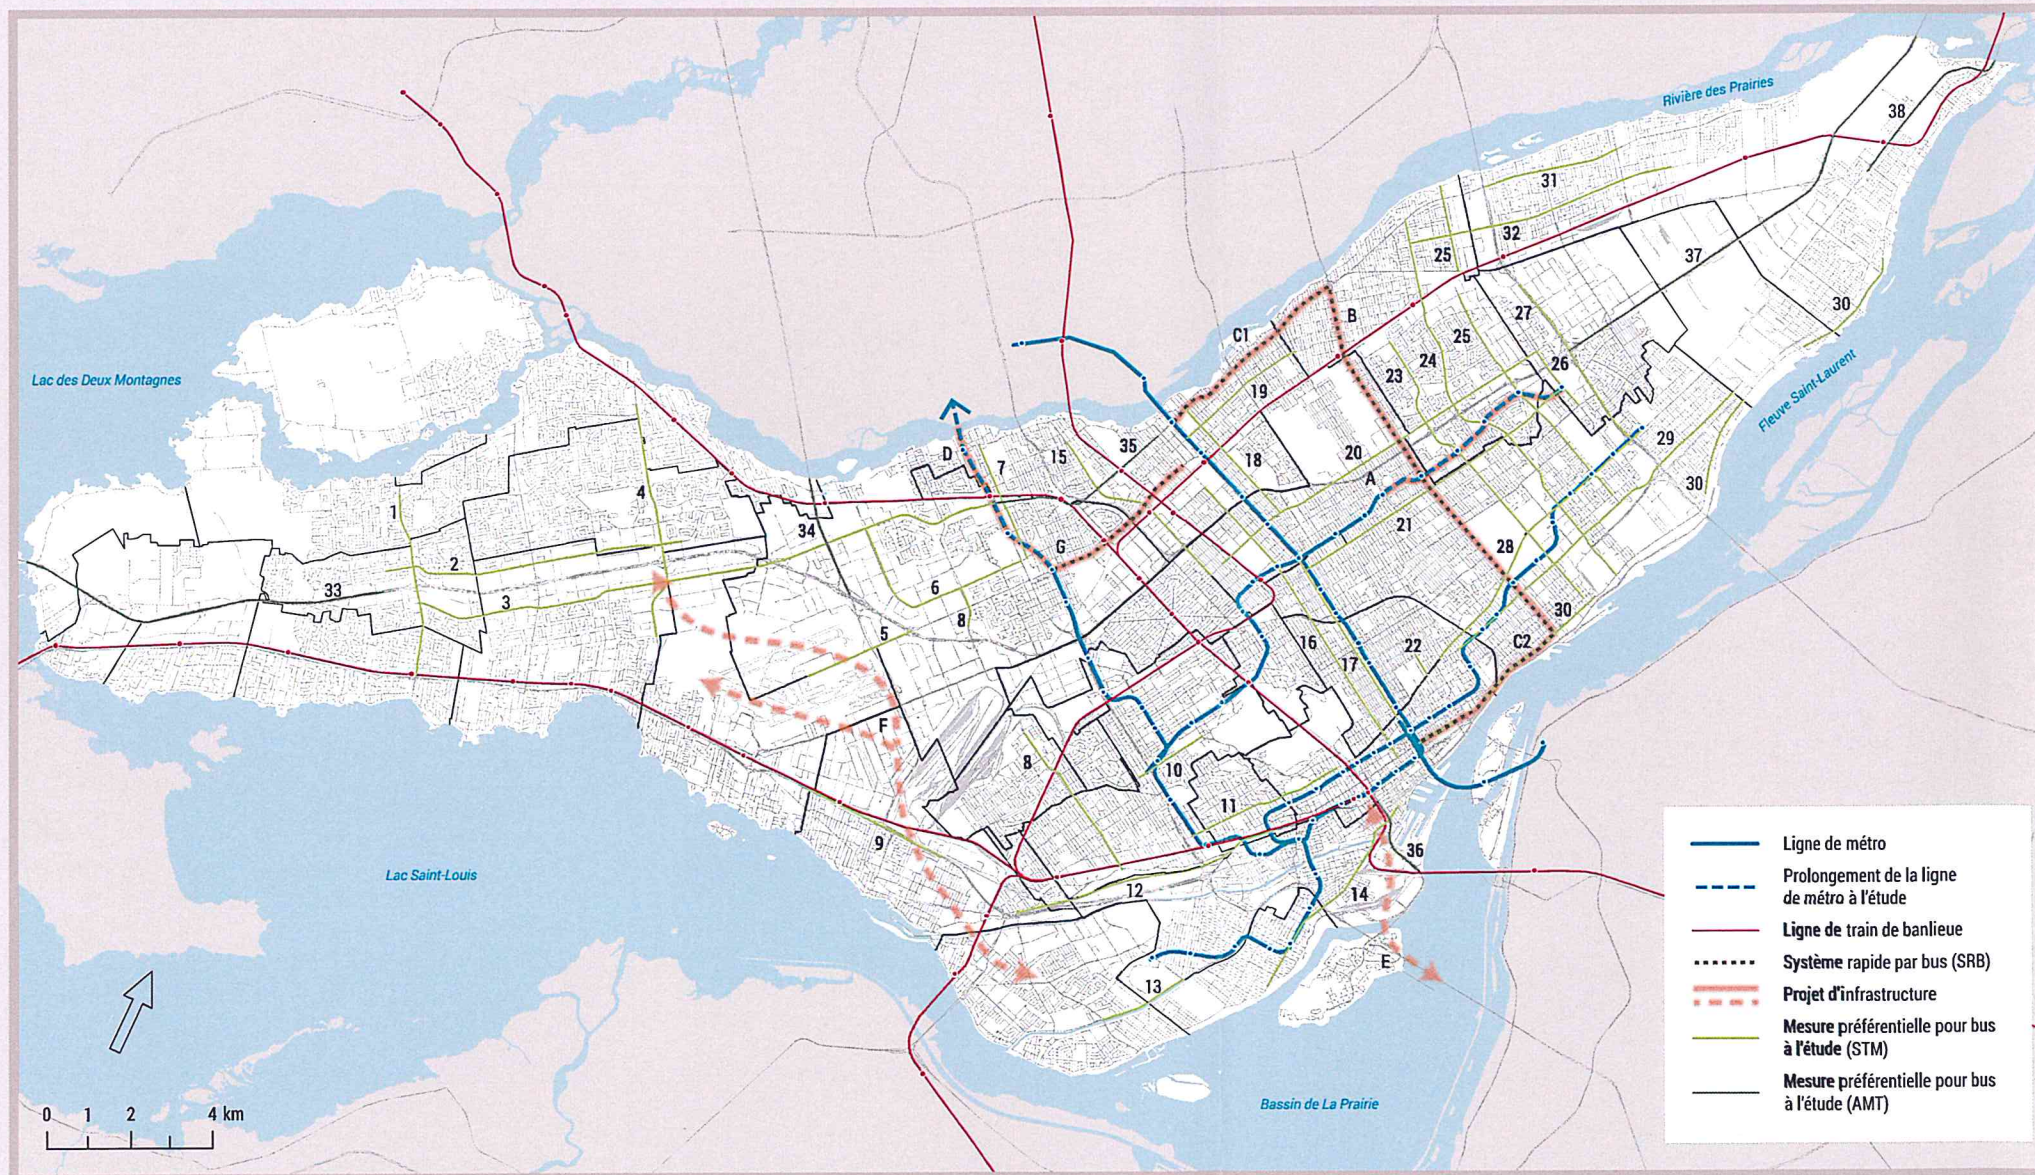 Rivière des Prairies
38
31
32
25
37
27
30
B
C1
25
24
23
26
19
Lac des Deux Montagnes
Fleuve Saint-Laurent
29
D
7
15
35
18
20
A
30
4
1
34
21
G
28
2
33
3
6
8
5
30
C2
16
22
17
F
8
10
11
9
36
Lac Saint-Louis
12
14
E
13
0 1 2 4 km
Bassin de La Prairie
Ligne de métro
Prolongement de la ligne
de métro à l'étude
Ligne de train de banlieue
Système rapide par bus (SRB)
Projet d'infrastructure
Mesure préférentielle pour bus
à l'étude (STM)
Mesure préférentielle pour bus
à l'étude (AMT)